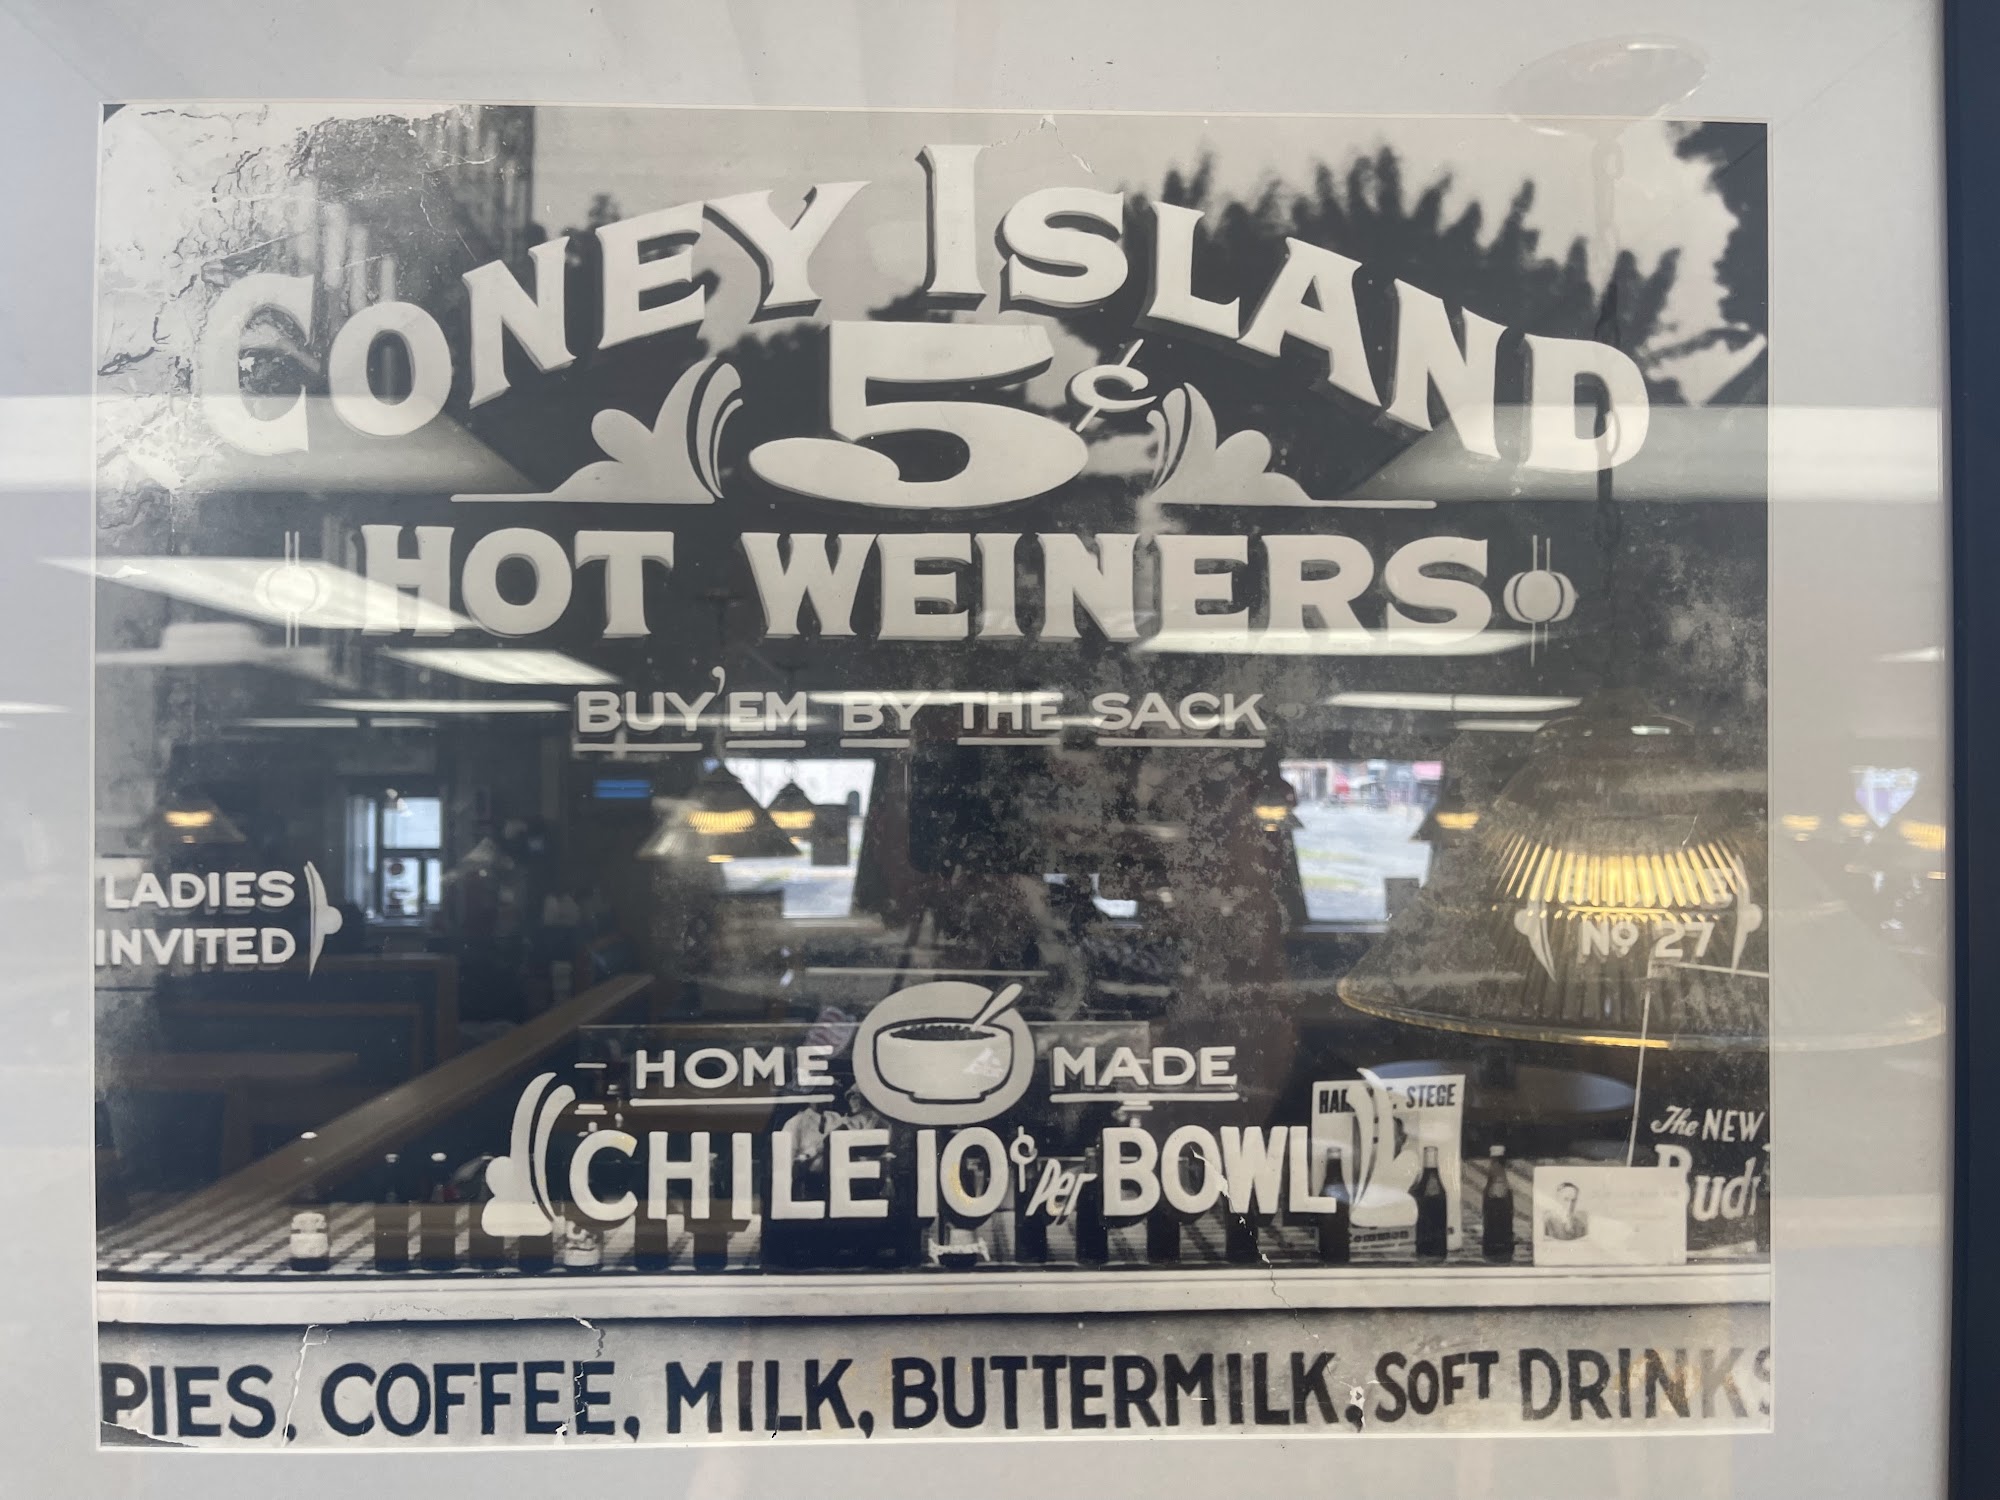 CONEY ISLAND
5¢
HOT WEINERS
BUY 'EM BY THE SACK
LADIES
INVITED
No 27
HOME MADE
CHILE 10¢ Per BOWL
STEGE
The NEW
PIES, COFFEE, MILK, BUTTERMILK, SOFT DRINKS